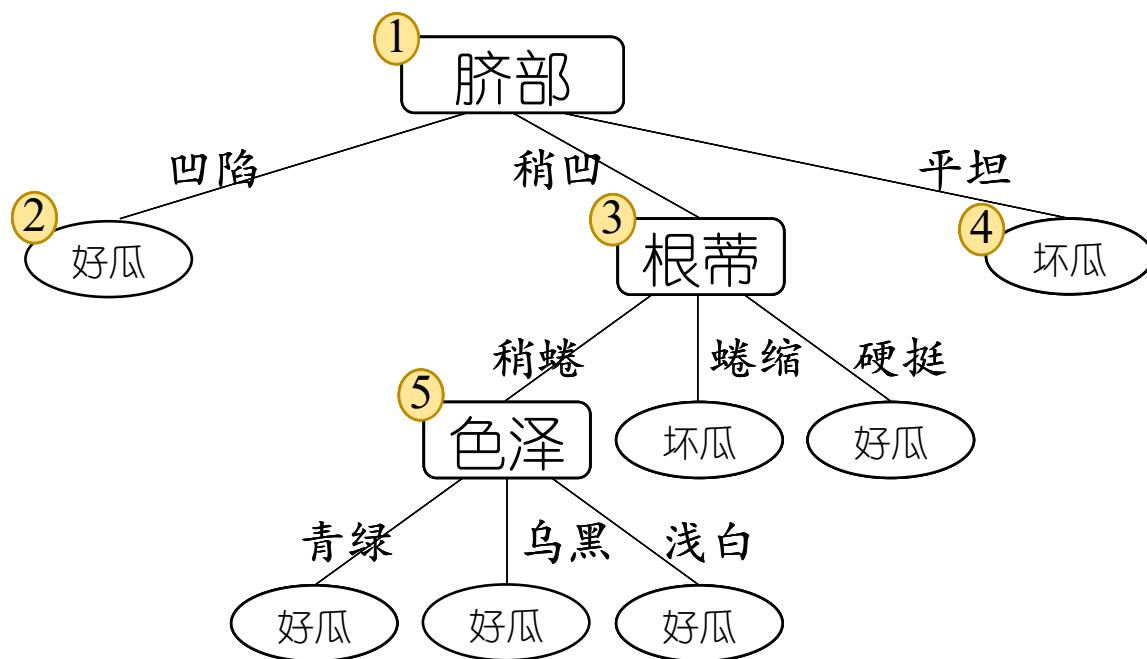 1
脐部
凹陷 稍凹 平坦
2 3 4
好瓜 根蒂 坏瓜
稍蜷 蜷缩 硬挺
5
色泽 坏瓜 好瓜
青绿 乌黑 浅白
好瓜 好瓜 好瓜